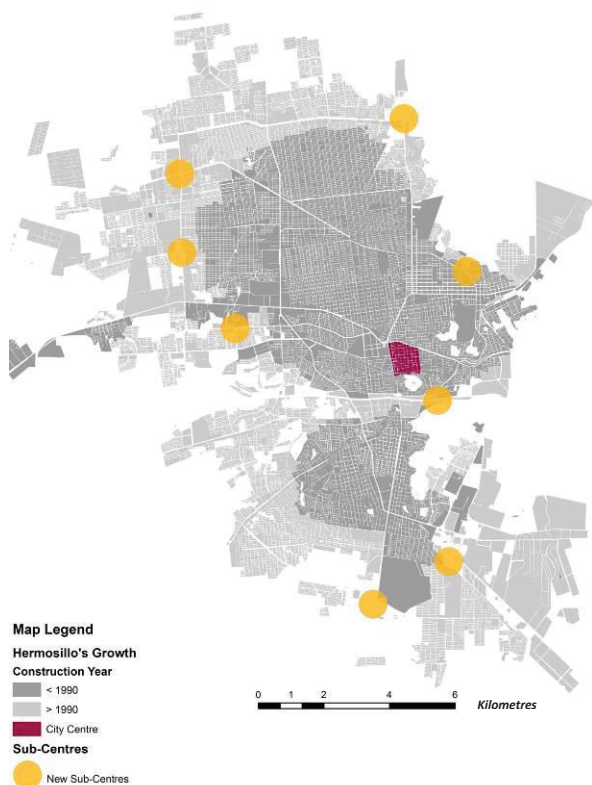 Map Legend
Hermosillo's Growth
Construction Year
< 1990
> 1990
City Centre
Sub-Centres
New Sub-Centres
0 1 2 4 6
Kilometres